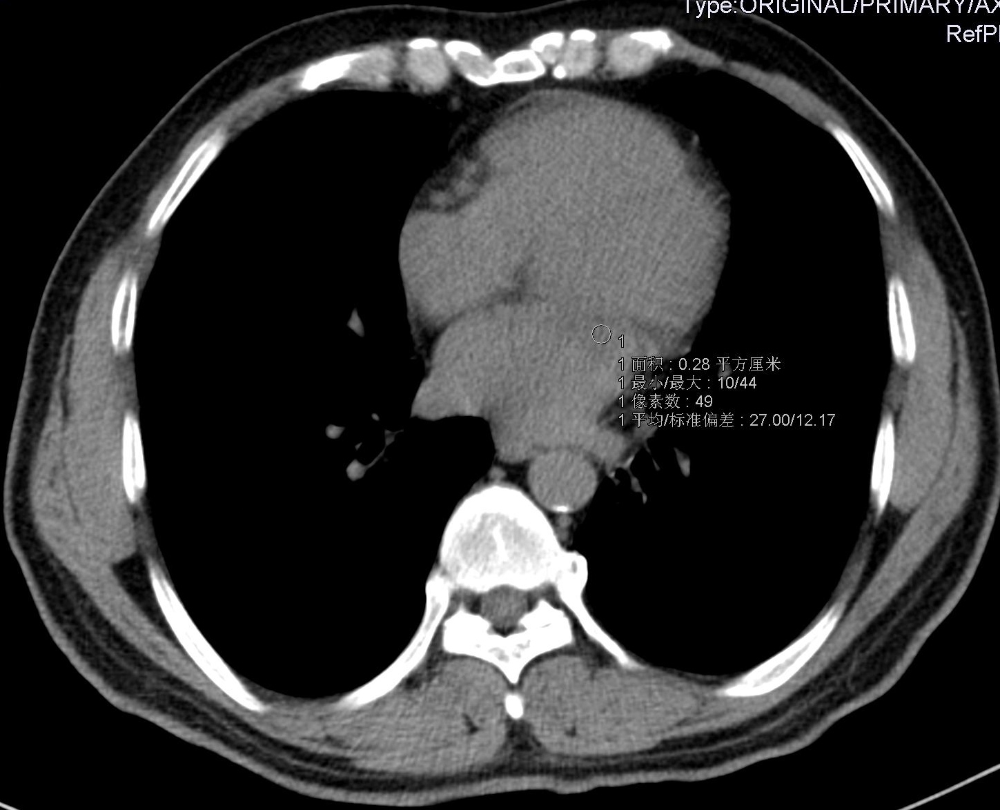 Type:ORIGINAL/PRIMARY/AX
RefPl
1
1 面积 : 0.28 平方厘米
1 最小/最大 : 10/44
1 像素数 : 49
1 平均/标准偏差 : 27.00/12.17